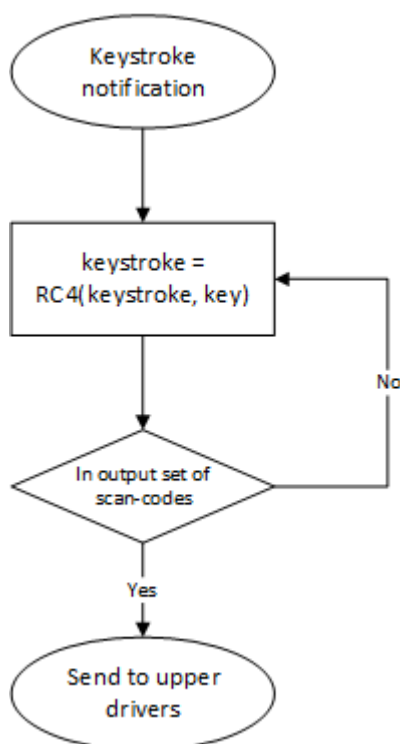 Keystroke
notification
keystroke =
RC4(keystroke, key)
No
In output set of
scan-codes
Yes
Send to upper
drivers